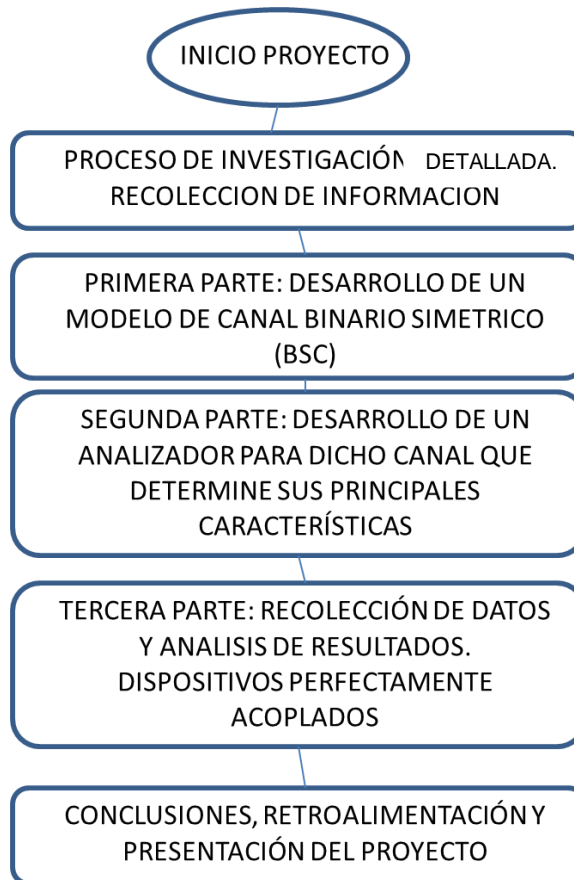 INICIO PROYECTO
PROCESO DE INVESTIGACIÓN DETALLADA.
RECOLECCION DE INFORMACIÓN
PRIMERA PARTE: DESARROLLO DE UN
MODELO DE CANAL BINARIO SIMETRICO
(BSC)
SEGUNDA PARTE: DESARROLLO DE UN
ANALIZADOR PARA DICHO CANAL QUE
DETERMINE SUS PRINCIPALES
CARACTERÍSTICAS
TERCERA PARTE: RECOLECCIÓN DE DATOS
Y ANALISIS DE RESULTADOS.
DISPOSITIVOS PERFECTAMENTE
ACOPLADOS
CONCLUSIONES, RETROALIMENTACIÓN Y
PRESENTACIÓN DEL PROYECTO